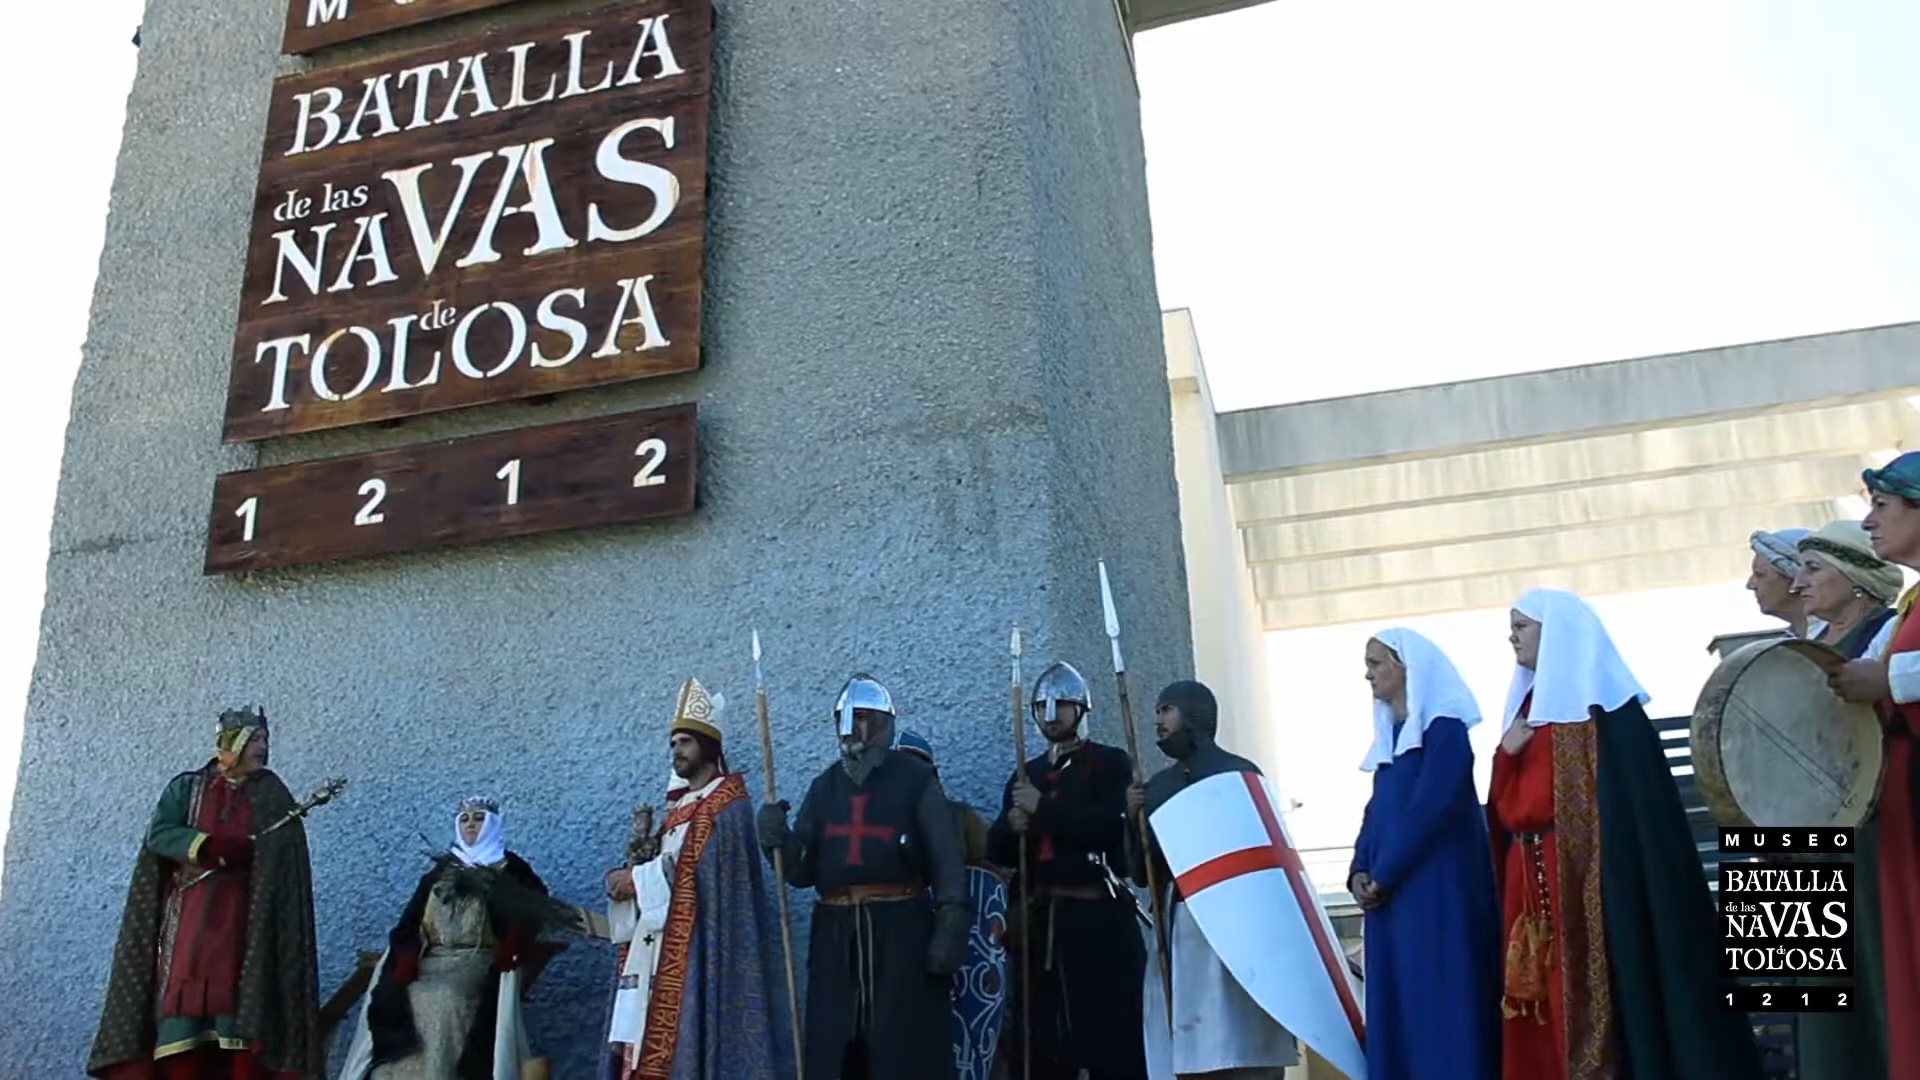 BATALLA
de las
NAVAS
de
TOLOSA
1 2 1 2
MUSEO
BATALLA
de las
NAVAS
de
TOLOSA
1 2 1 2